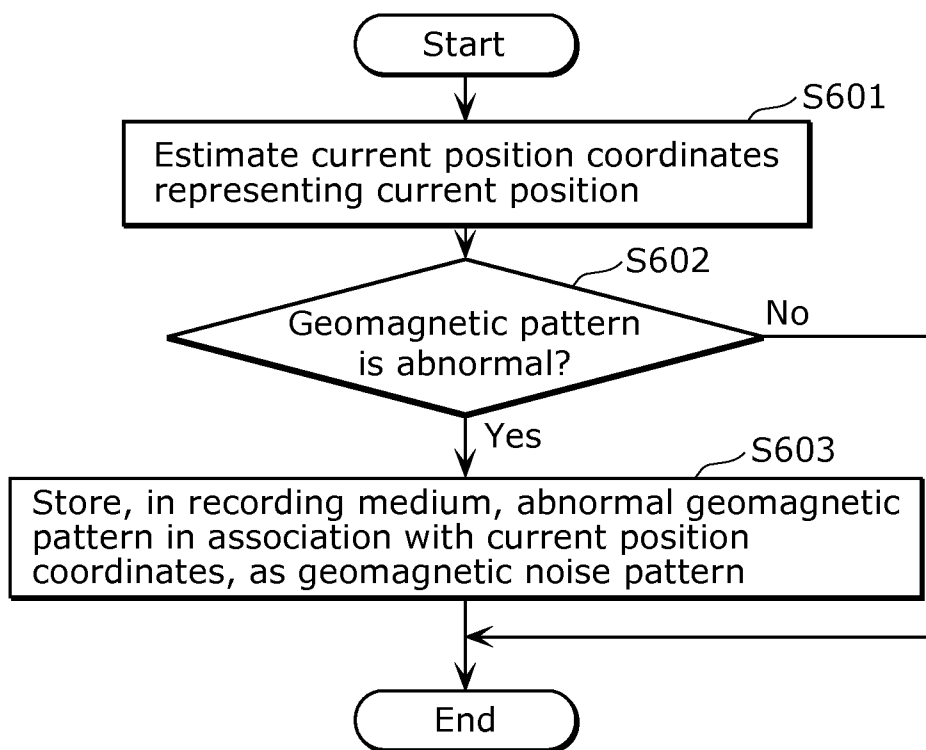 Start
S601
Estimate current position coordinates
representing current position
S602
Geomagnetic pattern
is abnormal?
No
Yes
S603
Store, in recording medium, abnormal geomagnetic
pattern in association with current position
coordinates, as geomagnetic noise pattern
End